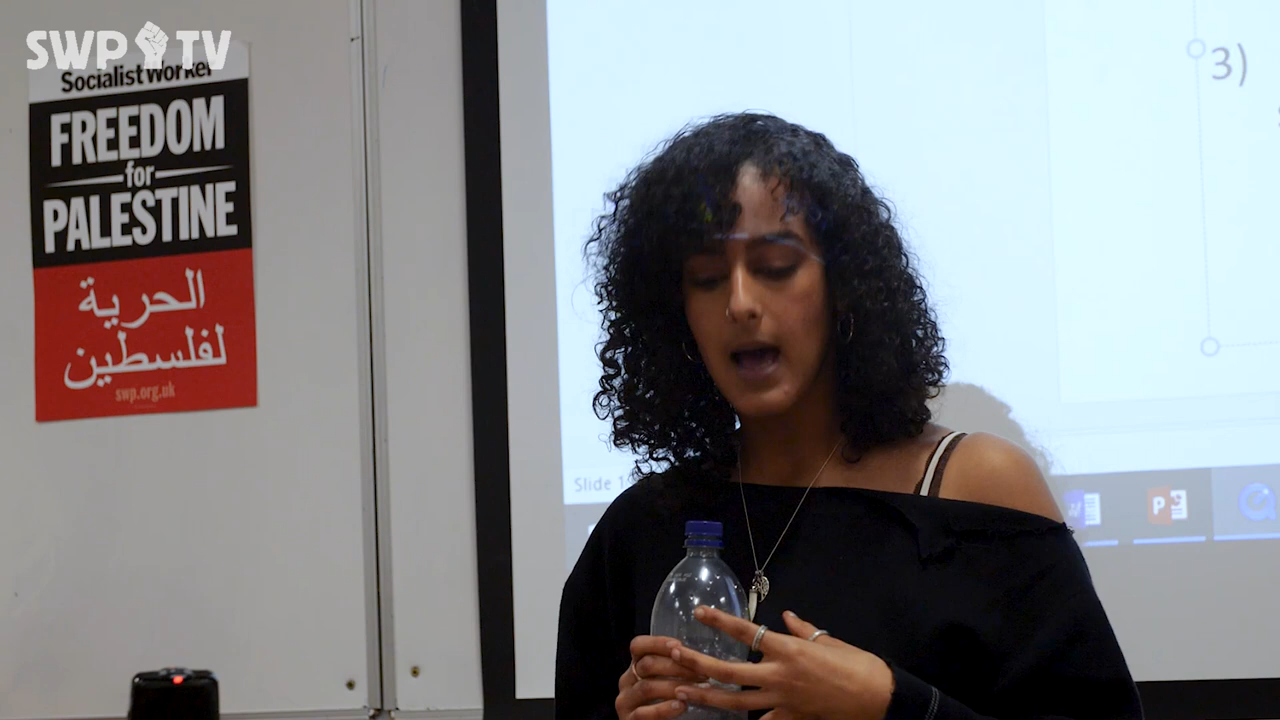 SWP TV
Socialist Worker
FREEDOM
for
PALESTINE
الحرية
لفلسطين
swp.org.uk
3)
Slide 1
P